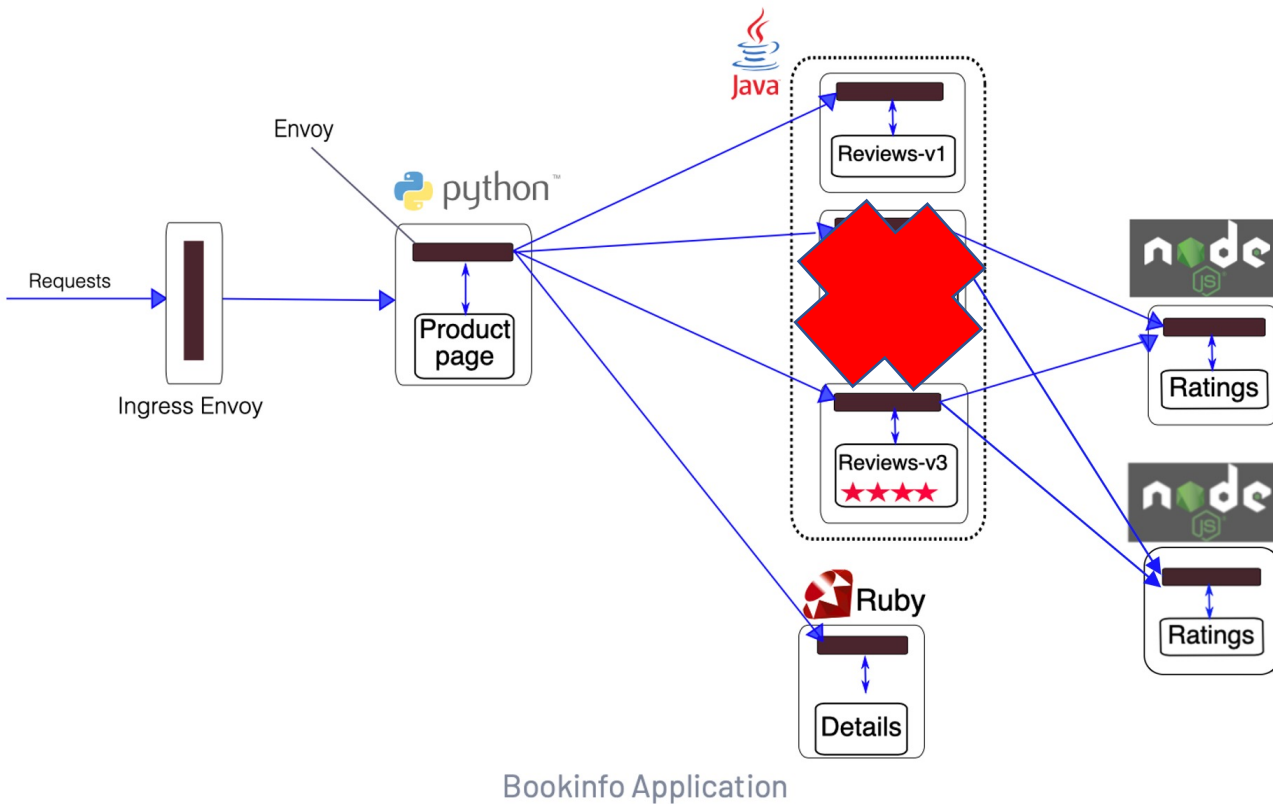 Java
Envoy
python™
Reviews-v1
Requests
Product
page
Ingress Envoy
node
JS
Ratings
Reviews-v3
node
JS
Ruby
Ratings
Details
Bookinfo Application